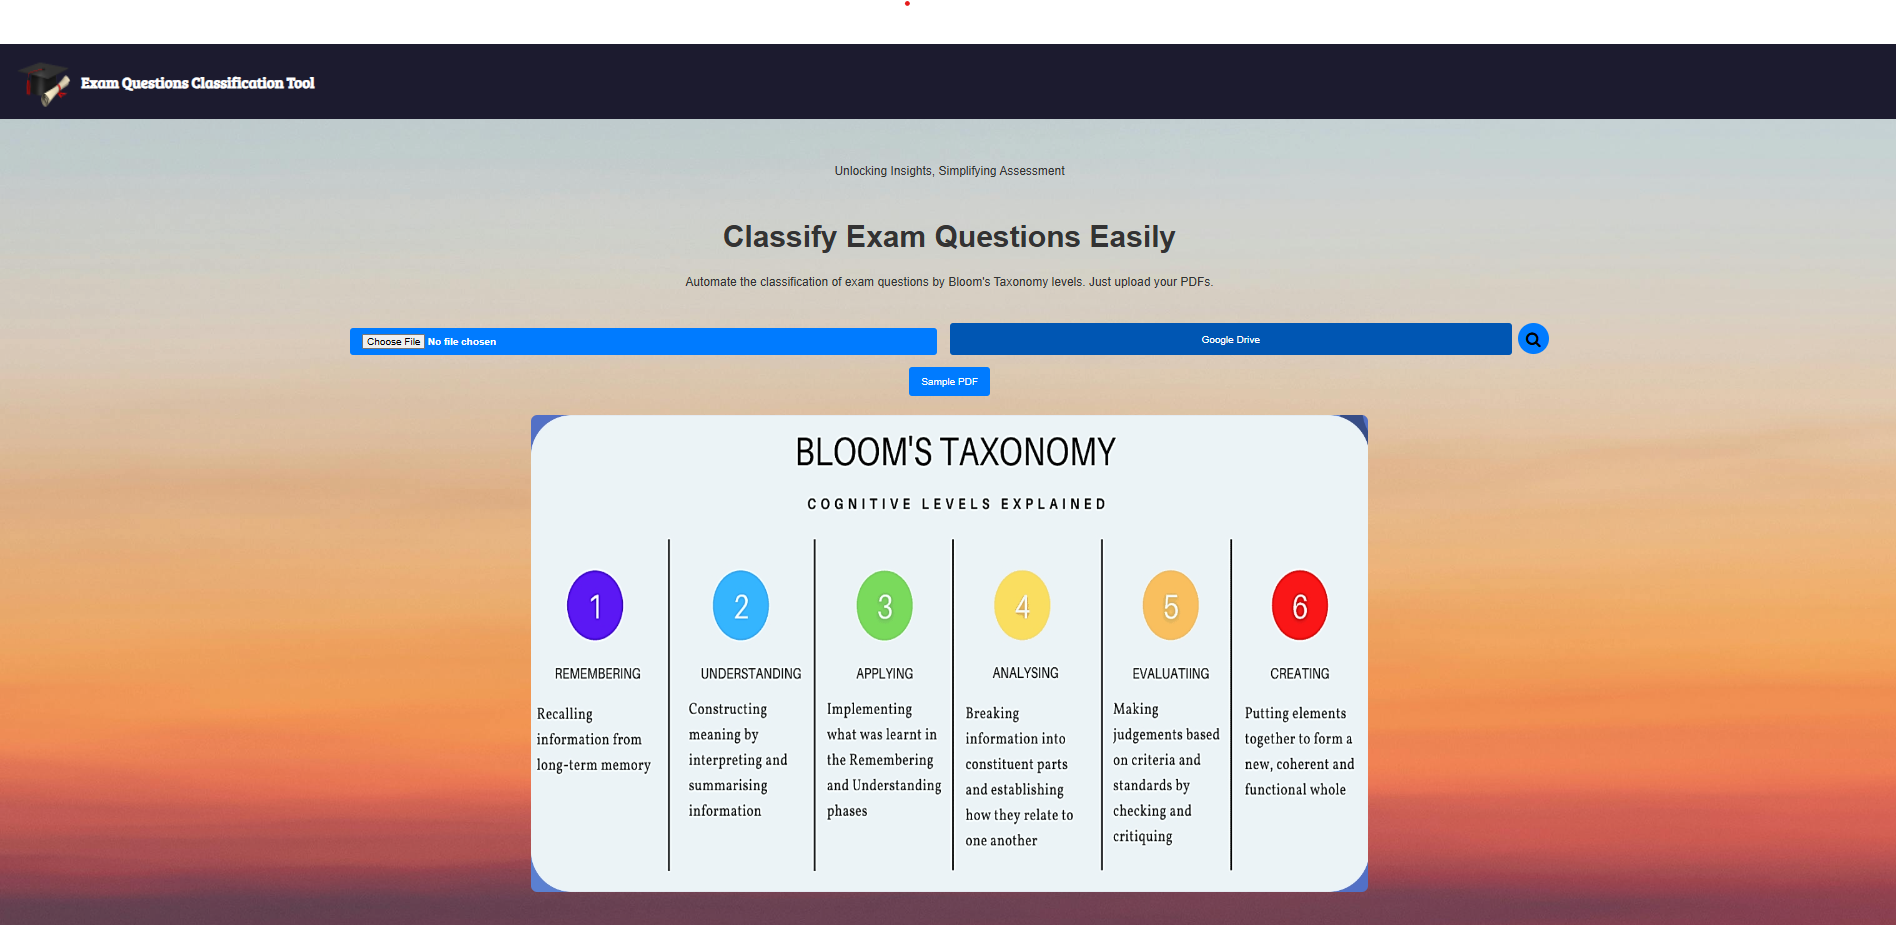 Exam Questions Classification Tool
Unlocking Insights, Simplifying Assessment
Classify Exam Questions Easily
Automate the classification of exam questions by Bloom's Taxonomy levels. Just upload your PDFs.
Choose File No file chosen
Google Drive
Sample PDF
BLOOM'S TAXONOMY
COGNITIVE LEVELS EXPLAINED
1
REMEMBERING
Recalling
information from
long-term memory
2
UNDERSTANDING
Constructing
meaning by
interpreting and
summarising
information
3
APPLYING
Implementing
what was learnt in
the Remembering
and Understanding
phases
4
ANALYSING
Breaking
information into
constituent parts
and establishing
how they relate to
one another
5
EVALUATIING
Making
judgements based
on criteria and
standards by
checking and
critiquing
6
CREATING
Putting elements
together to form a
new, coherent and
functional whole